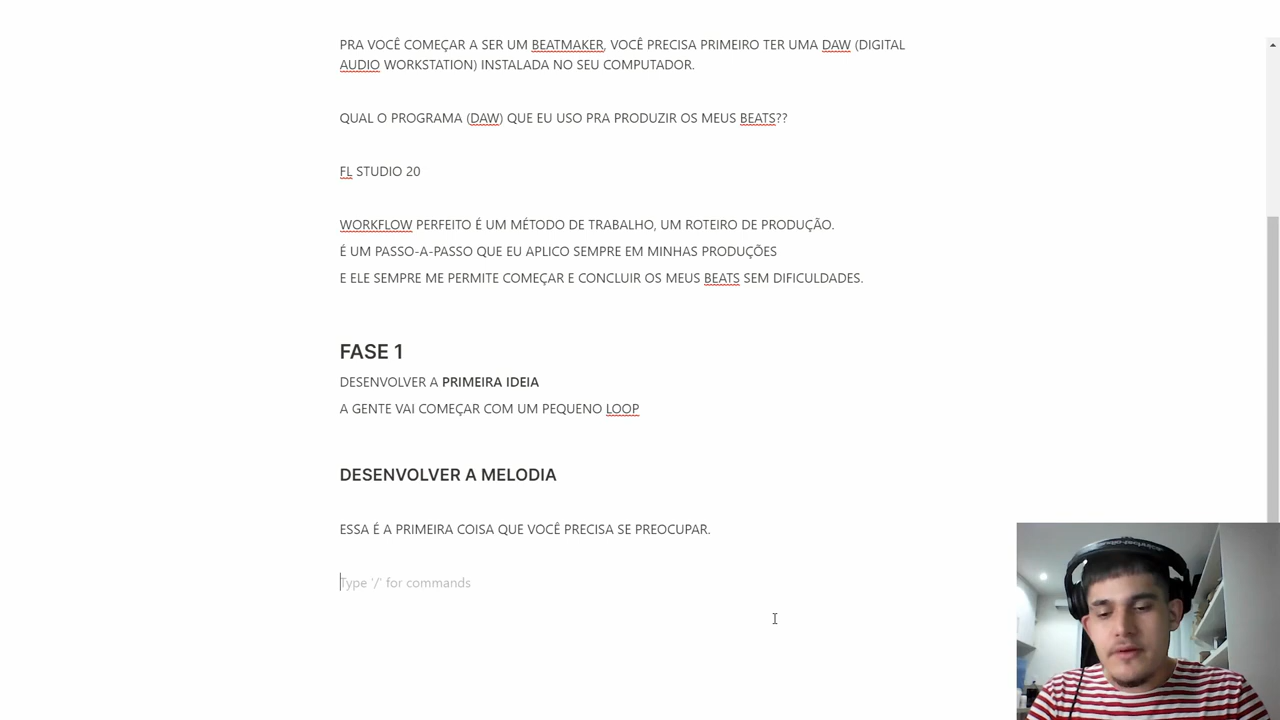 PRA VOCÊ COMEÇAR A SER UM BEATMAKER, VOCÊ PRECISA PRIMEIRO TER UMA DAW (DIGITAL
AUDIO WORKSTATION) INSTALADA NO SEU COMPUTADOR.
QUAL O PROGRAMA (DAW) QUE EU USO PRA PRODUZIR OS MEUS BEATS??
FL STUDIO 20
WORKFLOW PERFEITO É UM MÉTODO DE TRABALHO, UM ROTEIRO DE PRODUÇÃO.
É UM PASSO-A-PASSO QUE EU APLICO SEMPRE EM MINHAS PRODUÇÕES
E ELE SEMPRE ME PERMITE COMEÇAR E CONCLUIR OS MEUS BEATS SEM DIFICULDADES.
FASE 1
DESENVOLVER A PRIMEIRA IDEIA
A GENTE VAI COMEÇAR COM UM PEQUENO LOOP
DESENVOLVER A MELODIA
ESSA É A PRIMEIRA COISA QUE VOCÊ PRECISA SE PREOCUPAR.
Type '/' for commands